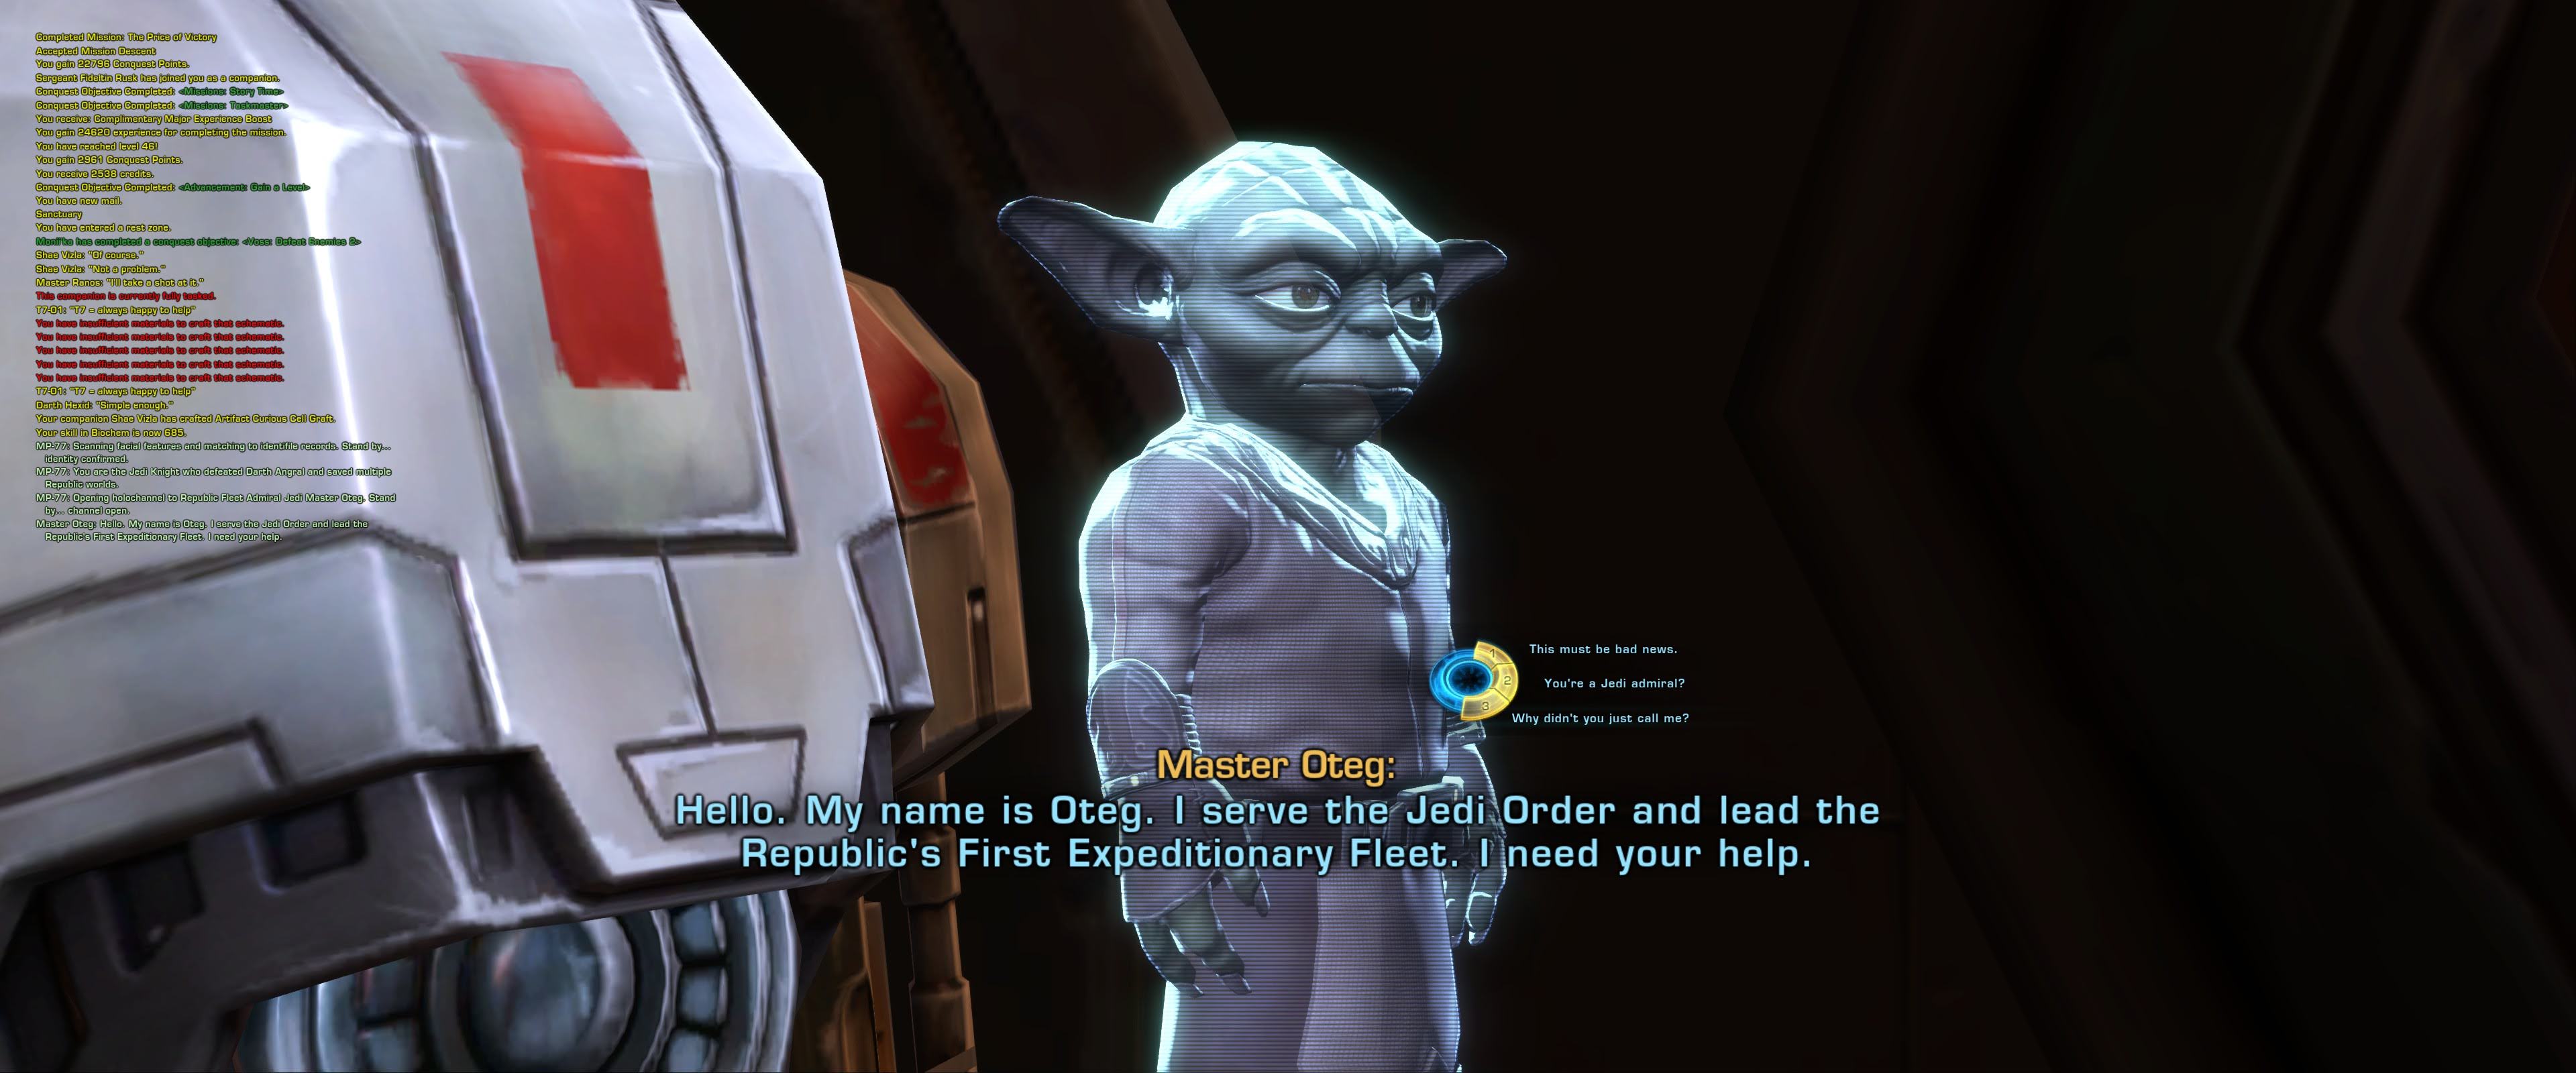 Completed Mission: The Price of Victory
Accepted Mission Descent
You gain 22796 Conquest Points.
Sergeant Fideltin Rusk has joined you as a companion.
Conquest Objective Completed: <Missions: Story Time>
Conquest Objective Completed: <Missions: Taskmaster>
You receive: Complimentary Major Experience Boost
You gain 24620 experience for completing the mission.
You have reached level 46!
You gain 2961 Conquest Points.
You receive 2538 credits.
Conquest Objective Completed: <Advancement: Gain a Level>
You have new mail.
Sanctuary
You have entered a rest zone.
Monii'ka has completed a conquest objective: <Voss: Defeat Enemies 2>
Shae Vizla: "Of course."
Shae Vizla: "Not a problem."
Master Ranos: "I'll take a shot at it."
This companion is currently fully tasked.
T7-O1: "T7 = always happy to help"
You have insufficient materials to craft that schematic.
You have insufficient materials to craft that schematic.
You have insufficient materials to craft that schematic.
You have insufficient materials to craft that schematic.
You have insufficient materials to craft that schematic.
T7-O1: "T7 = always happy to help"
Darth Hexid: "Simple enough."
Your companion Shae Vizla has crafted Artifact Curious Cell Graft.
Your skill in Biochem is now 685.
MP-77: Scanning facial features and matching to identifile records. Stand by...
identity confirmed.
MP-77: You are the Jedi Knight who defeated Darth Angral and saved multiple
Republic worlds.
MP-77: Opening holochannel to Republic Fleet Admiral Jedi Master Oteg. Stand
by... channel open.
Master Oteg: Hello. My name is Oteg. I serve the Jedi Order and lead the
Republic's First Expeditionary Fleet. I need your help.
1 This must be bad news.
2 You're a Jedi admiral?
3 Why didn't you just call me?
Master Oteg:
Hello. My name is Oteg. I serve the Jedi Order and lead the
Republic's First Expeditionary Fleet. I need your help.